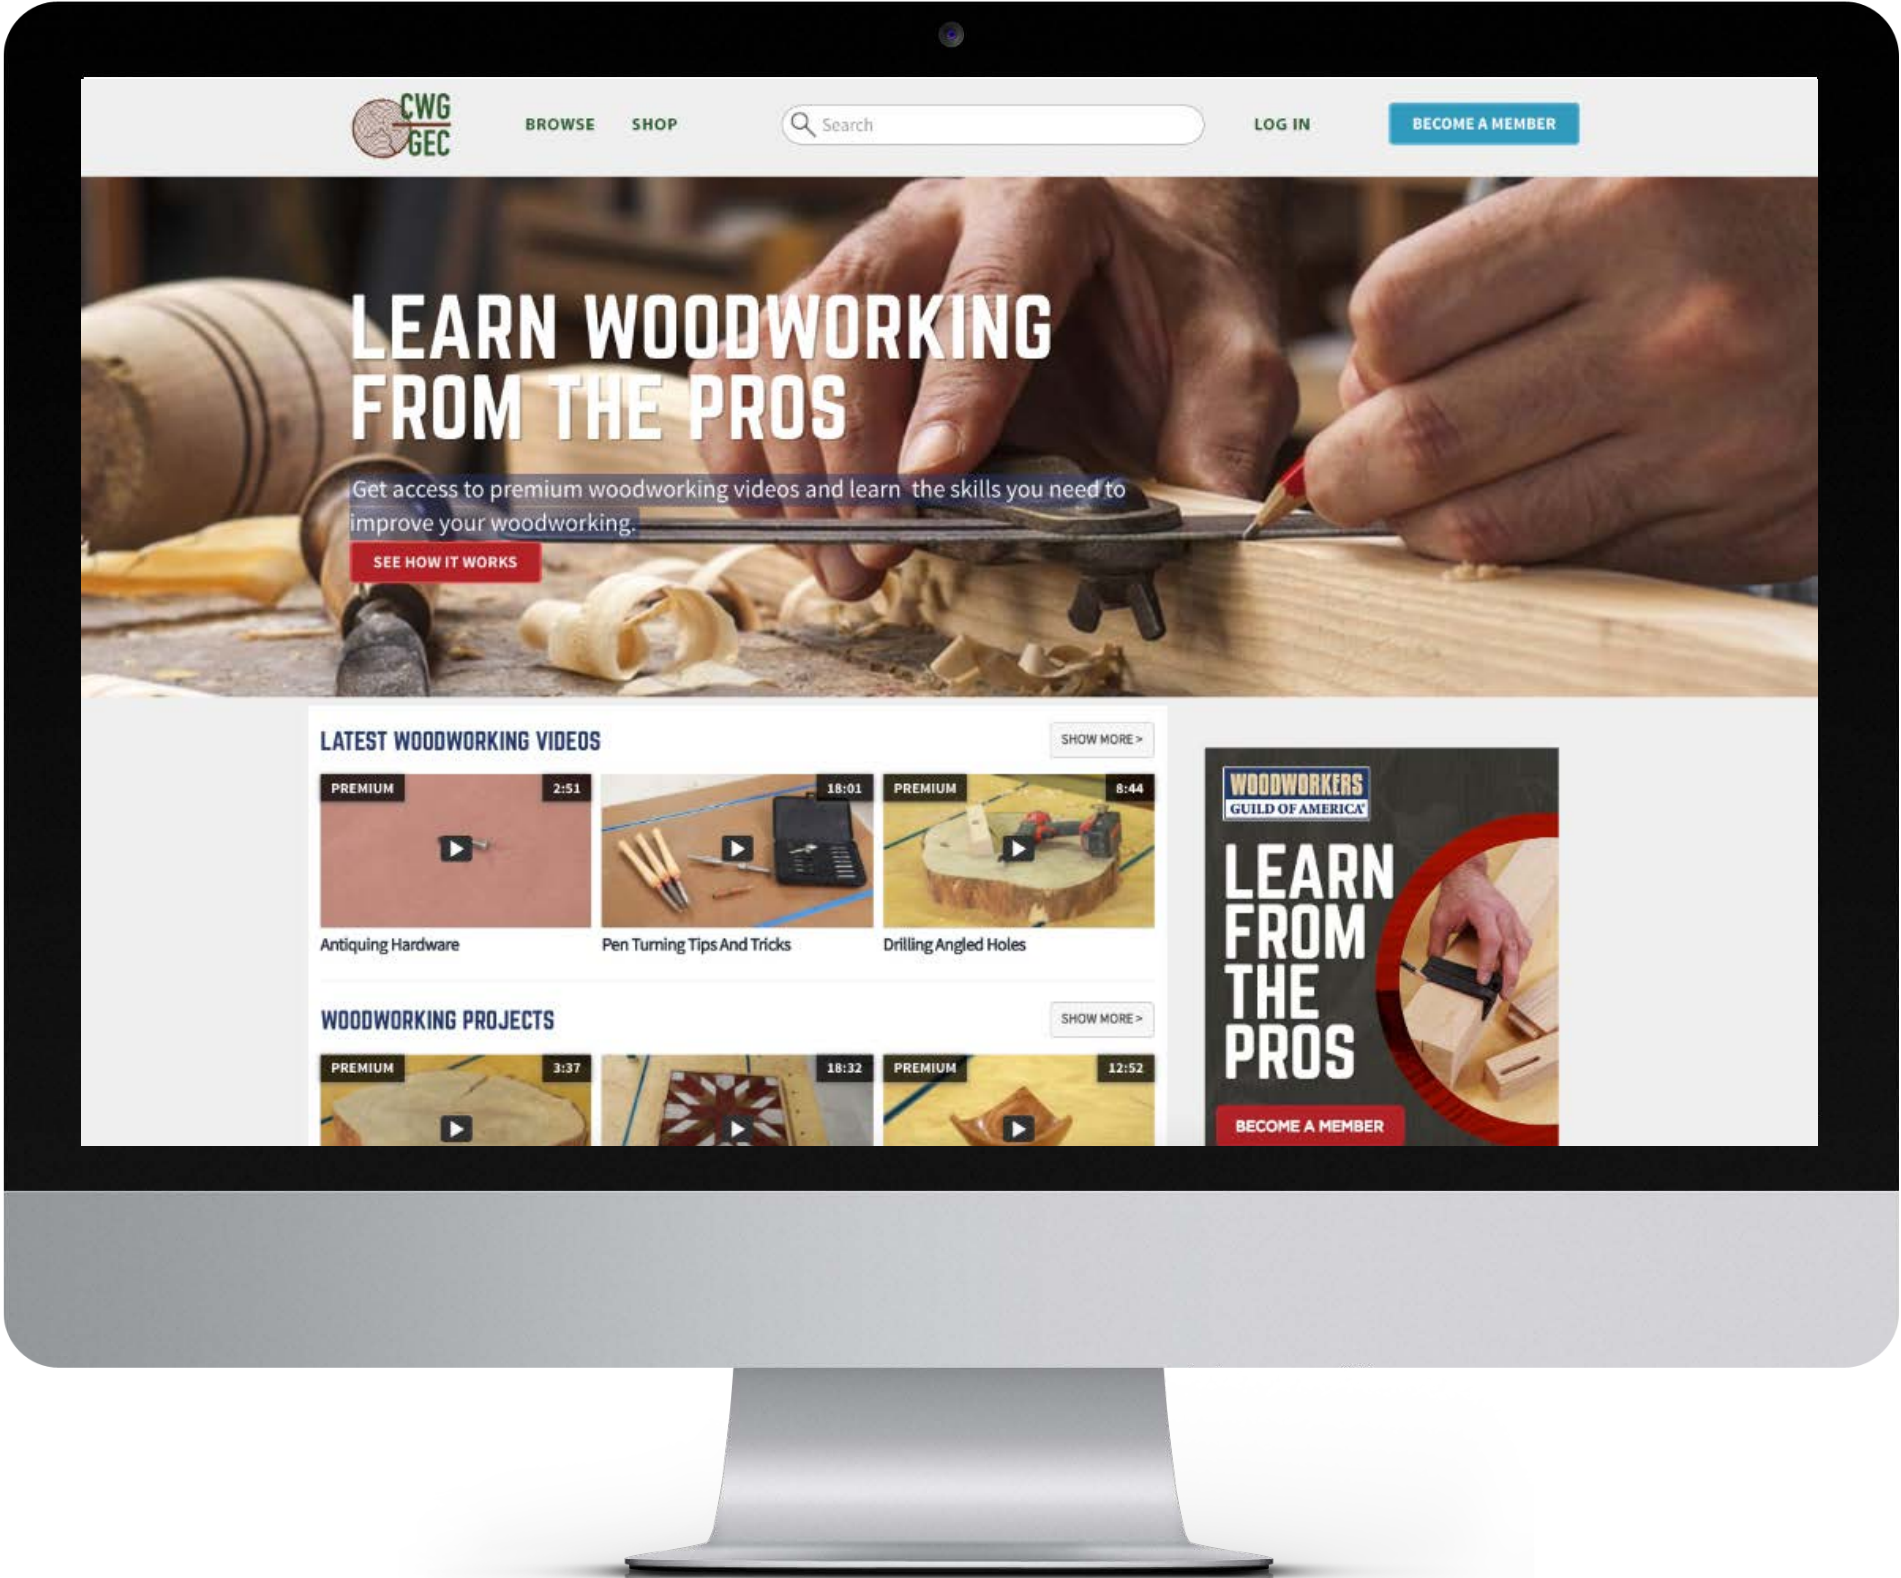 CWG
GEC
BROWSE
SHOP
Search
LOG IN
BECOME A MEMBER
LEARN WOODWORKING
FROM THE PROS
Get access to premium woodworking videos and learn the skills you need to
improve your woodworking.
SEE HOW IT WORKS
LATEST WOODWORKING VIDEOS
SHOW MORE >
PREMIUM
2:51
18:01
PREMIUM
8:44
Antiquing Hardware
Pen Turning Tips And Tricks
Drilling Angled Holes
WOODWORKING PROJECTS
SHOW MORE >
PREMIUM
3:37
18:32
PREMIUM
12:52
WOODWORKERS
GUILD OF AMERICA®
LEARN
FROM
THE
PROS
BECOME A MEMBER